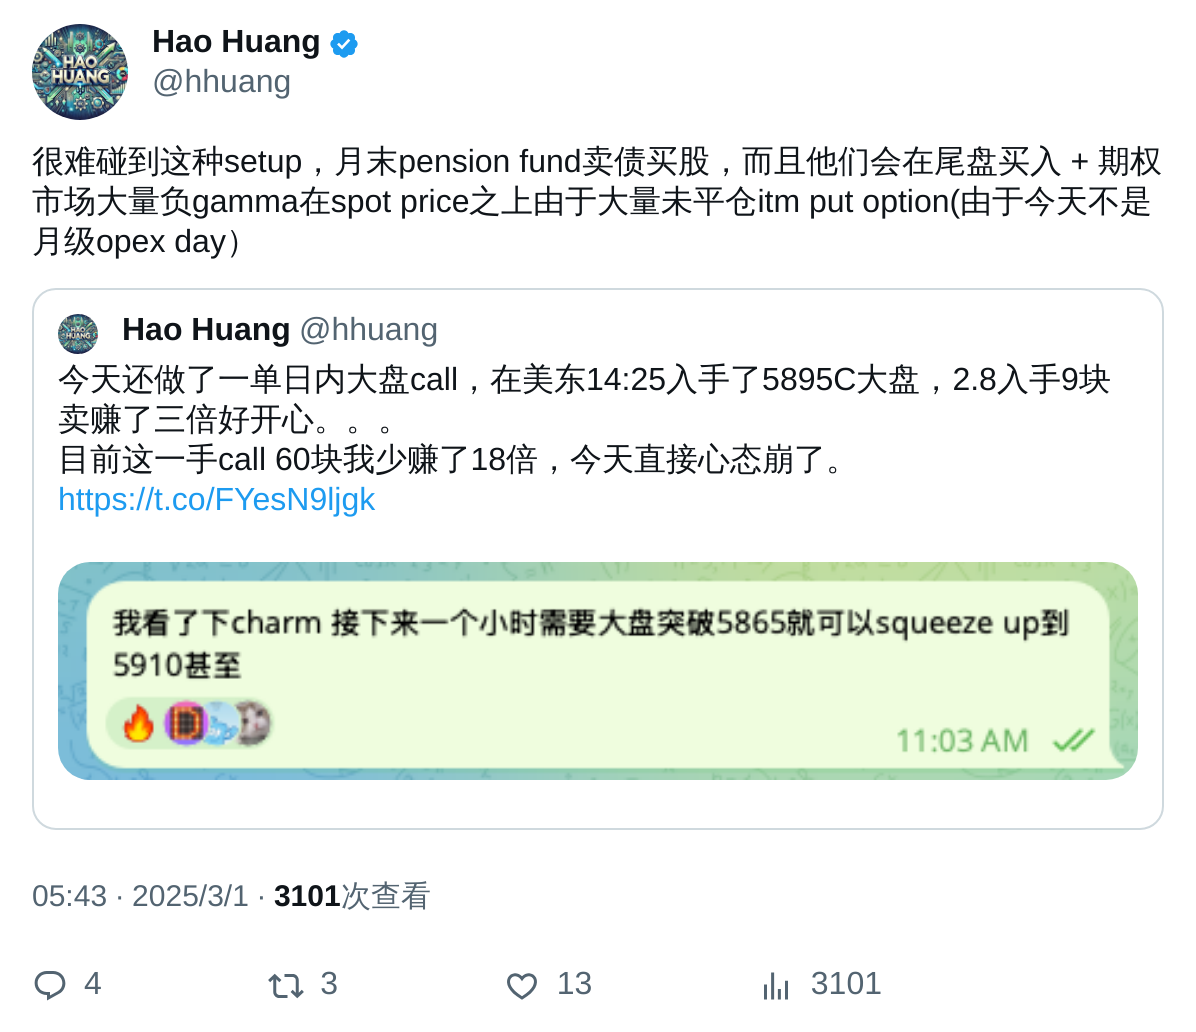 HAO
HUANG
Hao Huang
@hhuang
很难碰到这种setup，月末pension fund卖债买股，而且他们会在尾盘买入 + 期权
市场大量负gamma在spot price之上由于大量未平仓itm put option(由于今天不是
月级opex day）
HAO
HUANG
Hao Huang @hhuang
今天还做了一单日内大盘call，在美东14:25入手了5895C大盘，2.8入手9块
卖赚了三倍好开心。。。
目前这一手call 60块我少赚了18倍，今天直接心态崩了。
https://t.co/FYesN9ljgk
我看了下charm 接下来一个小时需要大盘突破5865就可以squeeze up到
5910甚至
11:03 AM
05:43 · 2025/3/1 · 3101次查看
4 3 13 3101